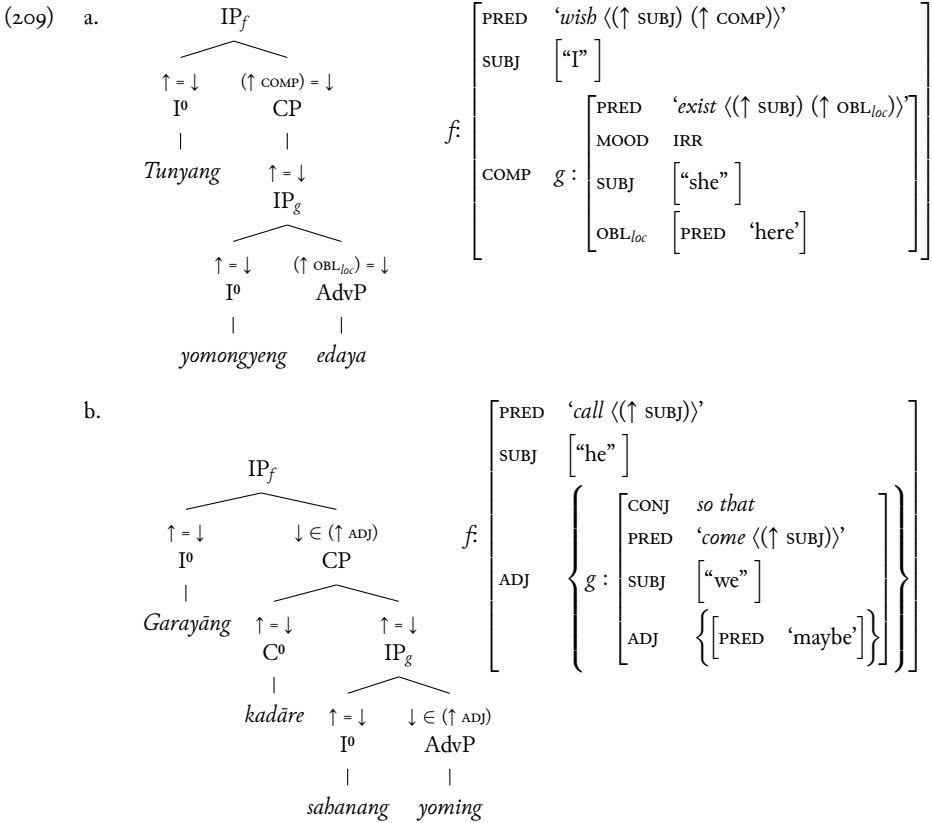 (209) a.
IP_f
↑ = ↓ (↑ COMP) = ↓
I⁰ CP
Tunyang ↑ = ↓
IP_g
↑ = ↓ (↑ OBL_loc) = ↓
I⁰ AdvP
yomongyeng edaya
f: PRED ‘wish ⟨(↑ SUBJ) (↑ COMP)⟩’
SUBJ [“I”]
COMP g : PRED ‘exist ⟨(↑ SUBJ) (↑ OBL_loc)⟩’
MOOD IRR
SUBJ [“she”]
OBL_loc [PRED ‘here’]
b.
IP_f
↑ = ↓ ↓ ∈ (↑ ADJ)
I⁰ CP
Garayāng ↑ = ↓ ↑ = ↓
C⁰ IP_g
kadāre ↑ = ↓ ↓ ∈ (↑ ADJ)
I⁰ AdvP
sahanang yoming
f: PRED ‘call ⟨(↑ SUBJ)⟩’
SUBJ [“he”]
ADJ { g : CONJ so that
PRED ‘come ⟨(↑ SUBJ)⟩’
SUBJ [“we”]
ADJ {[PRED ‘maybe’]} }